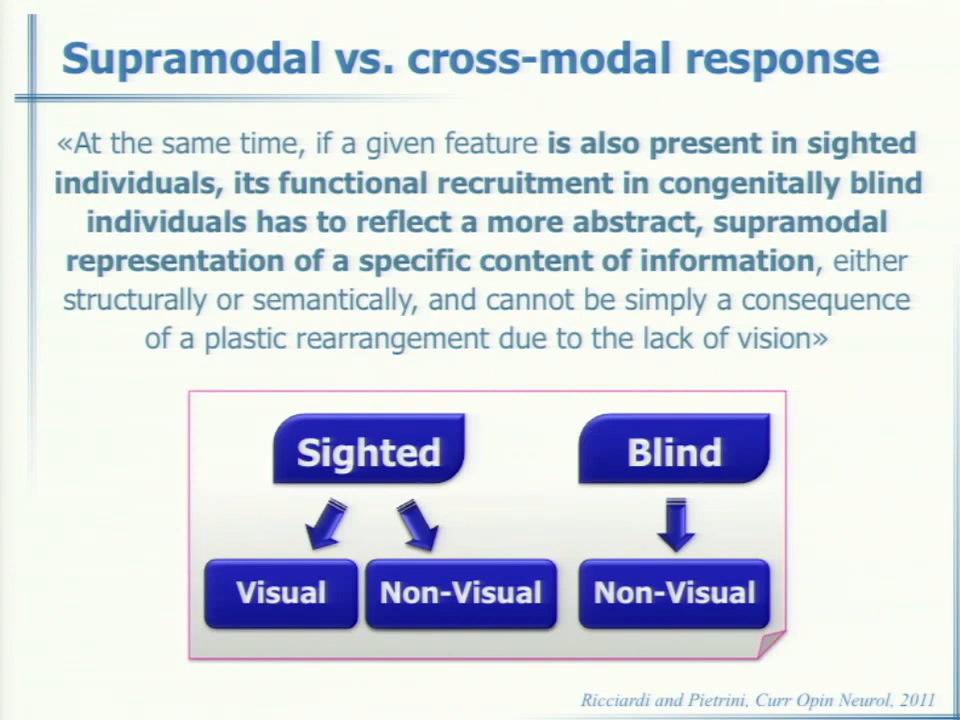 Supramodal vs. cross-modal response
«At the same time, if a given feature is also present in sighted
individuals, its functional recruitment in congenitally blind
individuals has to reflect a more abstract, supramodal
representation of a specific content of information, either
structurally or semantically, and cannot be simply a consequence
of a plastic rearrangement due to the lack of vision»
Sighted
Blind
Visual
Non-Visual
Non-Visual
Ricciardi and Pietrini, Curr Opin Neurol, 2011